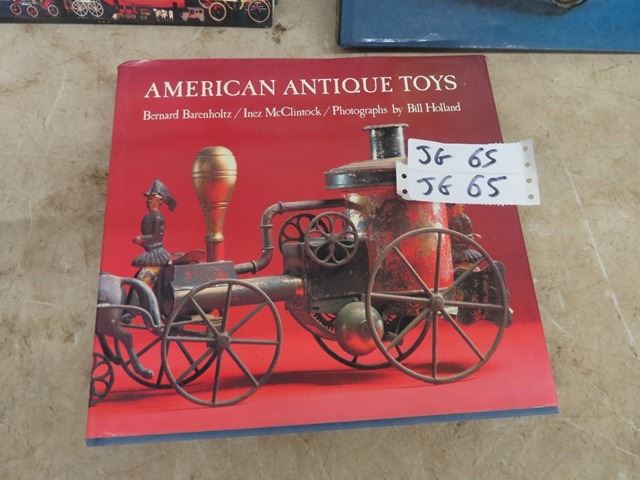 AMERICAN ANTIQUE TOYS
Bernard Barenholtz/Inez McClintock/Photographs by Bill Holland
JG 65
JG 65